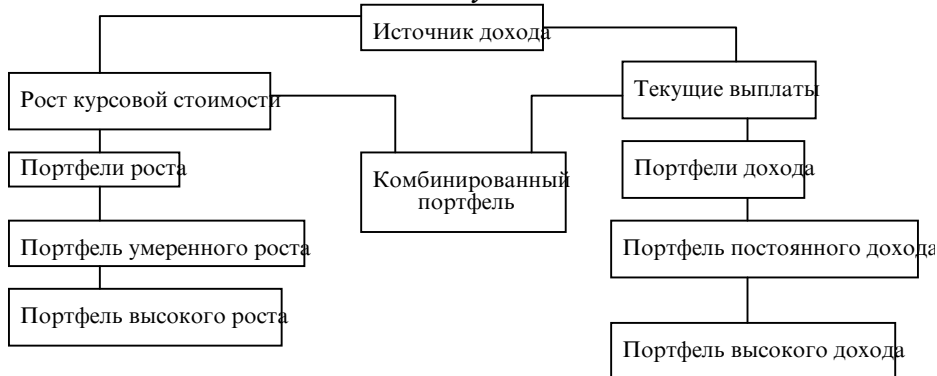 Источник дохода
Рост курсовой стоимости
Текущие выплаты
Портфели роста
Комбинированный
портфель
Портфели дохода
Портфель умеренного роста
Портфель постоянного дохода
Портфель высокого роста
Портфель высокого дохода